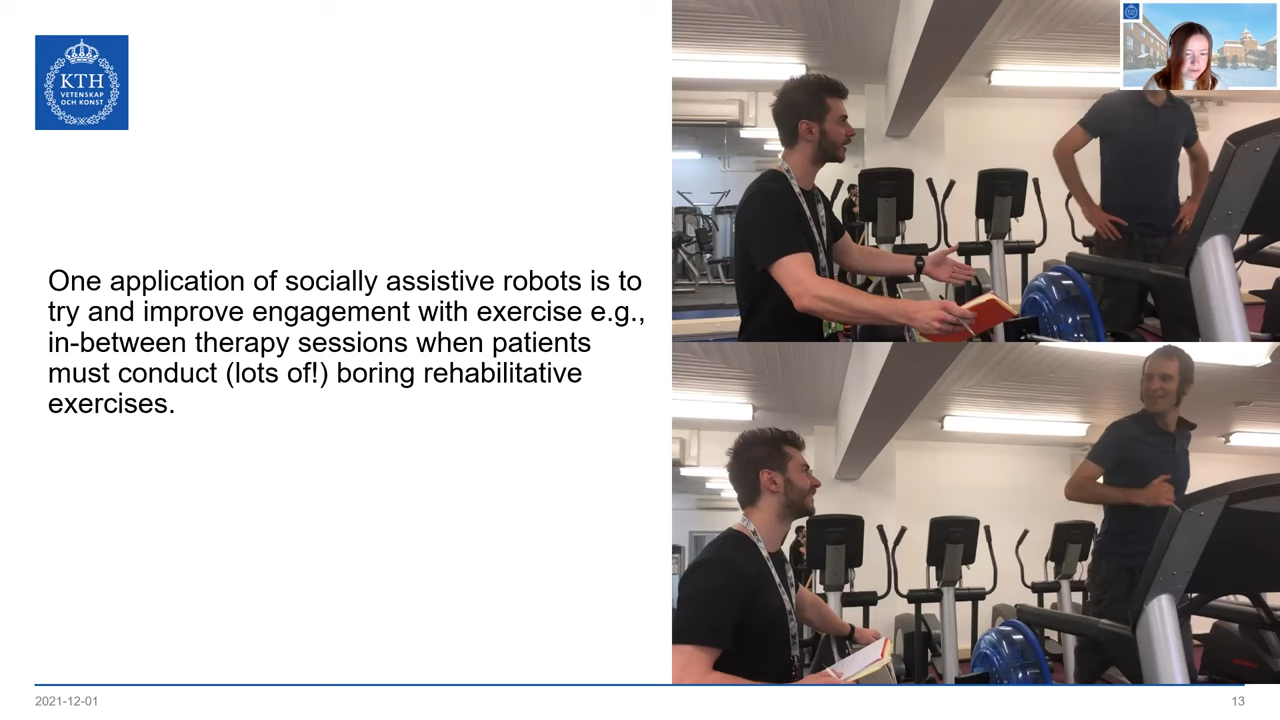 KTH
VETENSKAP
OCH KONST
One application of socially assistive robots is to
try and improve engagement with exercise e.g.,
in-between therapy sessions when patients
must conduct (lots of!) boring rehabilitative
exercises.
2021-12-01
13
KTH